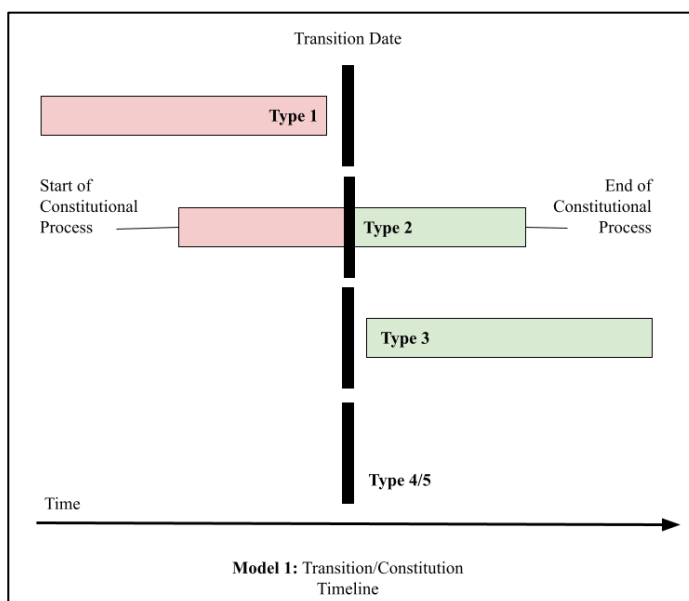 Transition Date
Type 1
Start of
Constitutional
Process
End of
Constitutional
Process
Type 2
Type 3
Type 4/5
Time
Model 1: Transition/Constitution
Timeline